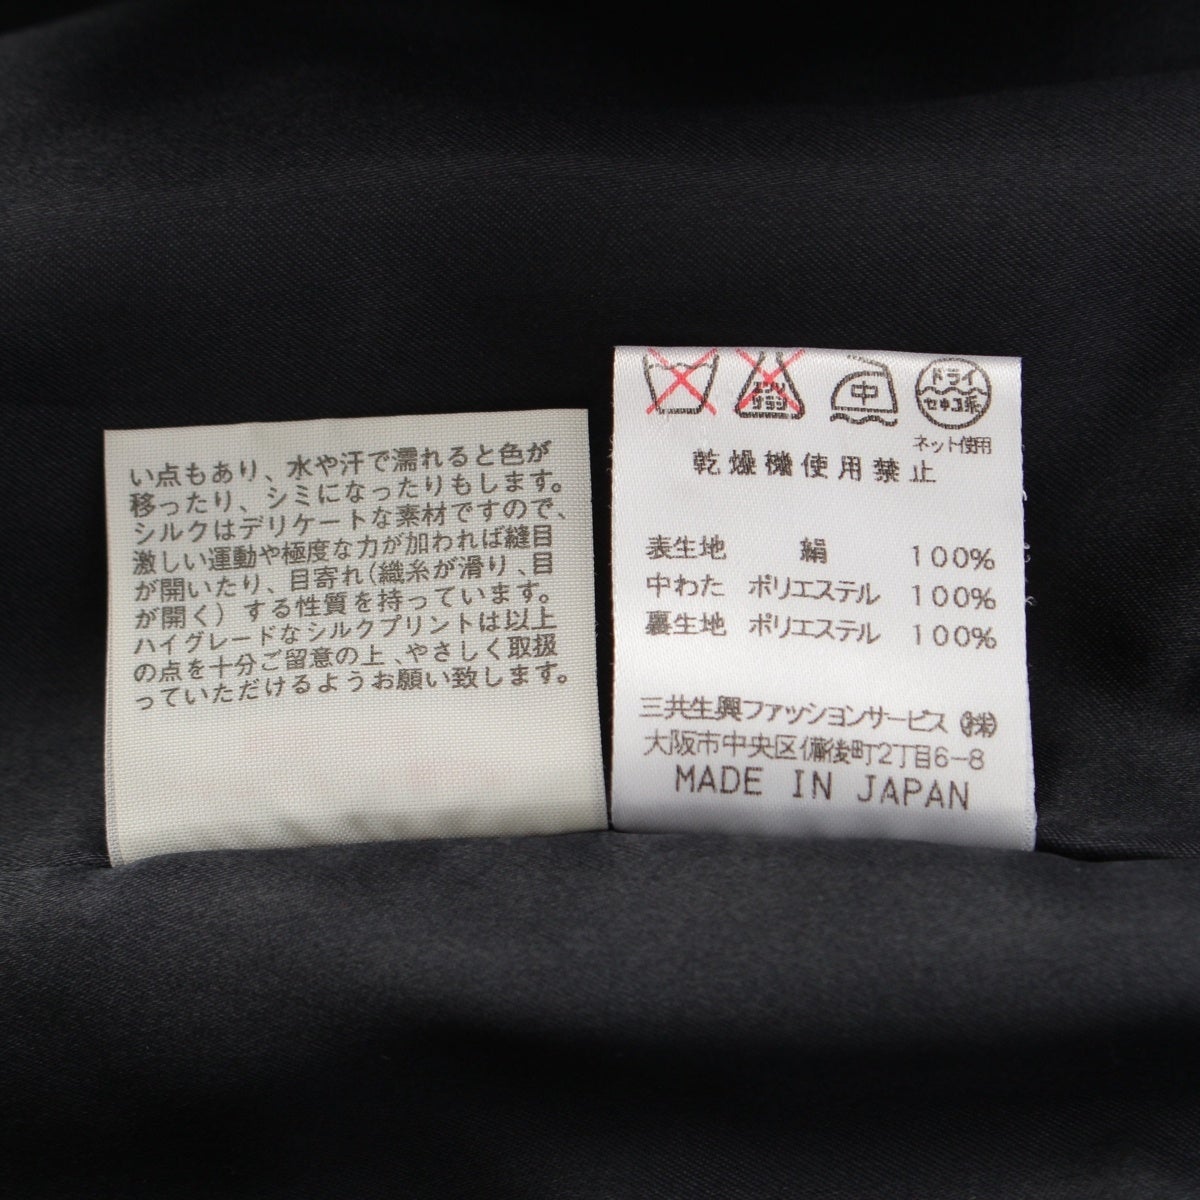 い点もあり、水や汗で濡れると色が
移ったり、シミになったりもします。
シルクはデリケートな素材ですので、
激しい運動や極度な力が加われば縫目
が開いたり、目寄れ(織糸が滑り、目
が開く)する性質を持っています。
ハイグレードなシルクプリントは以上
の点を十分ご留意の上、やさしく取扱
っていただけるようお願い致します。
エンソ
サラシ
中
ドライ
セキユ系
ネット使用
乾燥機使用禁止
表生地 絹 100%
中わた ポリエステル 100%
裏生地 ポリエステル 100%
三共生興ファッションサービス(株)
大阪市中央区備後町2丁目6-8
MADE IN JAPAN